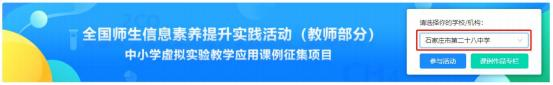 全国师生信息素养提升实践活动（教师部分）
中小学虚拟实验教学应用课例征集项目
请选择你的学校/机构：
石家庄市第二十八中学
参与活动
课例作品专栏